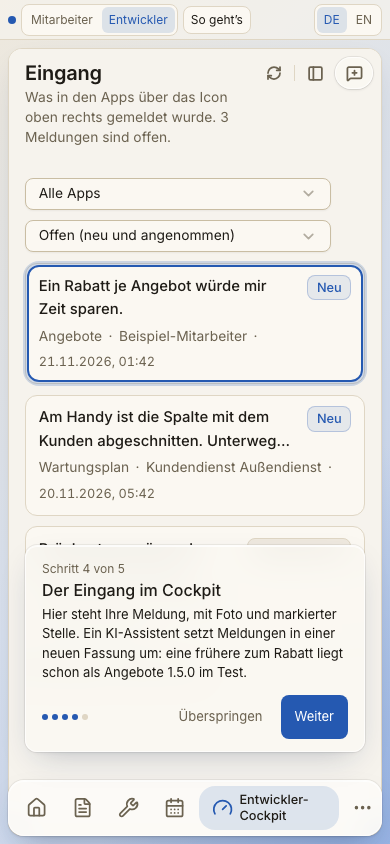 Mitarbeiter Entwickler So geht's DE EN
Eingang
Was in den Apps über das Icon
oben rechts gemeldet wurde. 3
Meldungen sind offen.
Alle Apps
Offen (neu und angenommen)
Ein Rabatt je Angebot würde mir
Zeit sparen.
Neu
Angebote · Beispiel-Mitarbeiter ·
21.11.2026, 01:42
Am Handy ist die Spalte mit dem
Kunden abgeschnitten. Unterweg...
Neu
Wartungsplan · Kundendienst Außendienst ·
20.11.2026, 05:42
Schritt 4 von 5
Der Eingang im Cockpit
Hier steht Ihre Meldung, mit Foto und markierter
Stelle. Ein KI-Assistent setzt Meldungen in einer
neuen Fassung um: eine frühere zum Rabatt liegt
schon als Angebote 1.5.0 im Test.
Überspringen Weiter
Entwickler-
Cockpit